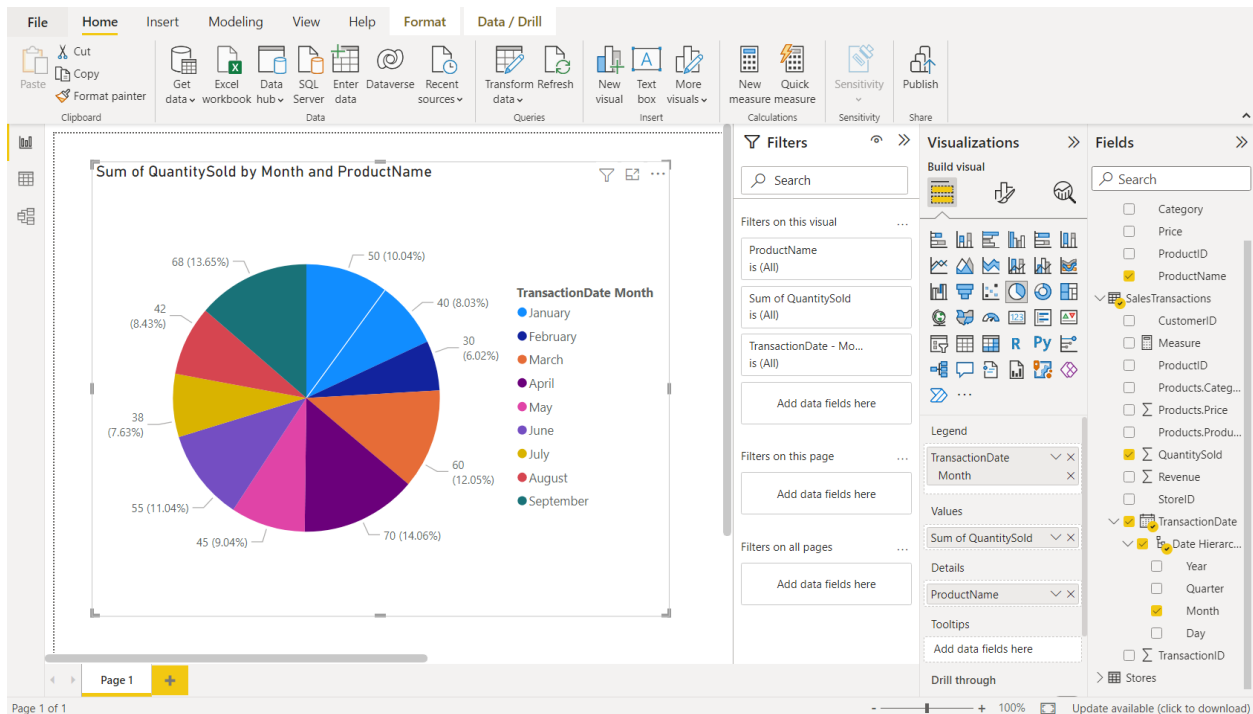 File Home Insert Modeling View Help Format Data / Drill
Paste
Cut
Copy
Format painter
Clipboard
Get data
Excel workbook
Data hub
SQL Server
Enter data
Dataverse
Recent sources
Data
Transform data
Refresh
Queries
New visual
Text box
More visuals
Insert
New measure
Quick measure
Calculations
Sensitivity
Sensitivity
Publish
Share
Sum of QuantitySold by Month and ProductName
50 (10.04%)
40 (8.03%)
30
(6.02%)
60
(12.05%)
70 (14.06%)
45 (9.04%)
55 (11.04%)
38
(7.63%)
42
(8.43%)
68 (13.65%)
TransactionDate Month
January
February
March
April
May
June
July
August
September
Filters
Search
Filters on this visual
ProductName
is (All)
Sum of QuantitySold
is (All)
TransactionDate - Mo...
is (All)
Add data fields here
Filters on this page
Add data fields here
Filters on all pages
Add data fields here
Visualizations
Build visual
123
R Py
Legend
TransactionDate
Month
Values
Sum of QuantitySold
Details
ProductName
Tooltips
Add data fields here
Drill through
Fields
Search
Category
Price
ProductID
ProductName
SalesTransactions
CustomerID
Measure
ProductID
Products.Categ...
Products.Price
Products.Produ...
QuantitySold
Revenue
StoreID
TransactionDate
Date Hierarc...
Year
Quarter
Month
Day
TransactionID
Stores
Page 1
Page 1 of 1
- + 100%
Update available (click to download)